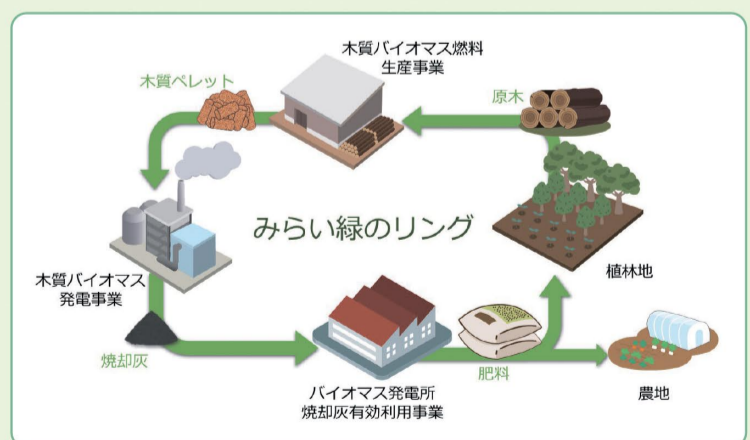 木質バイオマス燃料
生産事業
木質ペレット
原木
みらい緑のリング
木質バイオマス
発電事業
植林地
焼却灰
肥料
バイオマス発電所
焼却灰有効利用事業
農地